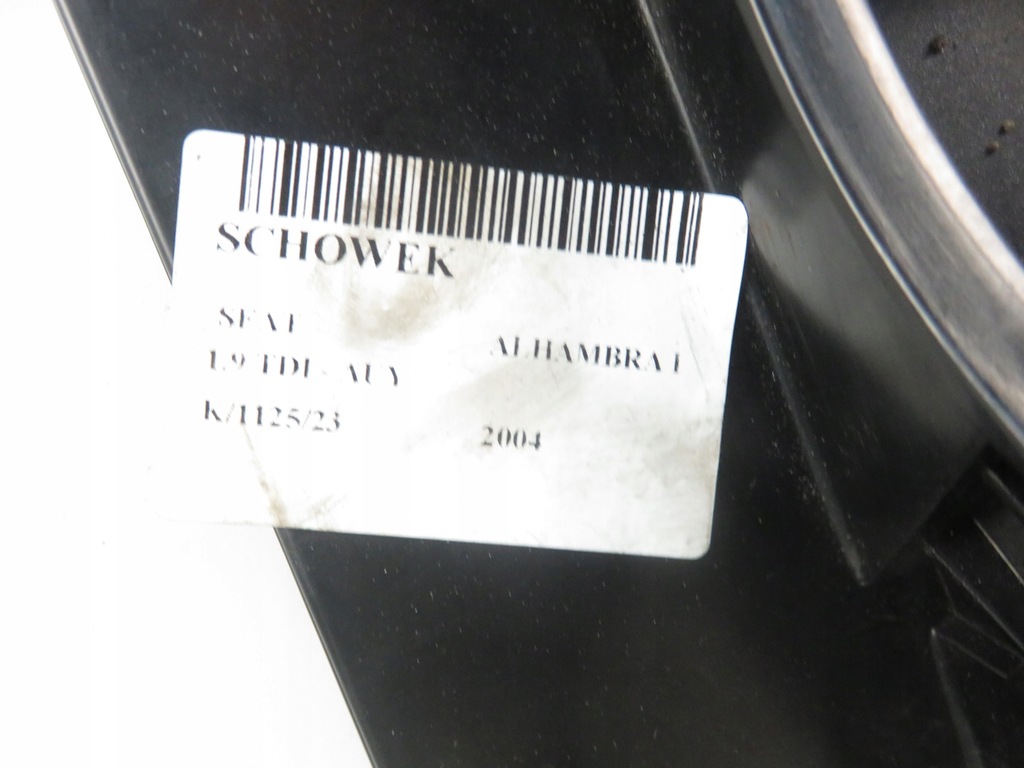 SCHOWEK
SEAT
ALHAMBRA I
1.9 TDI - AUY
K/1125/23
2004